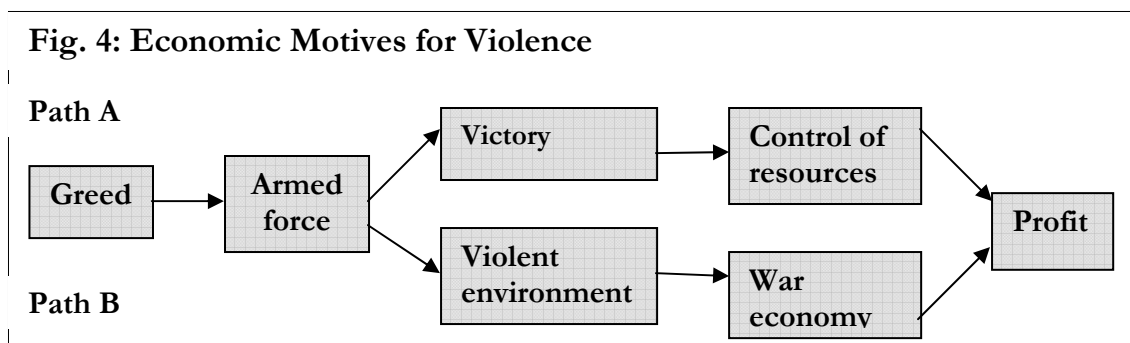 Fig. 4: Economic Motives for Violence
Path A
Greed
Armed
force
Victory
Control of
resources
Violent
environment
War
economy
Profit
Path B